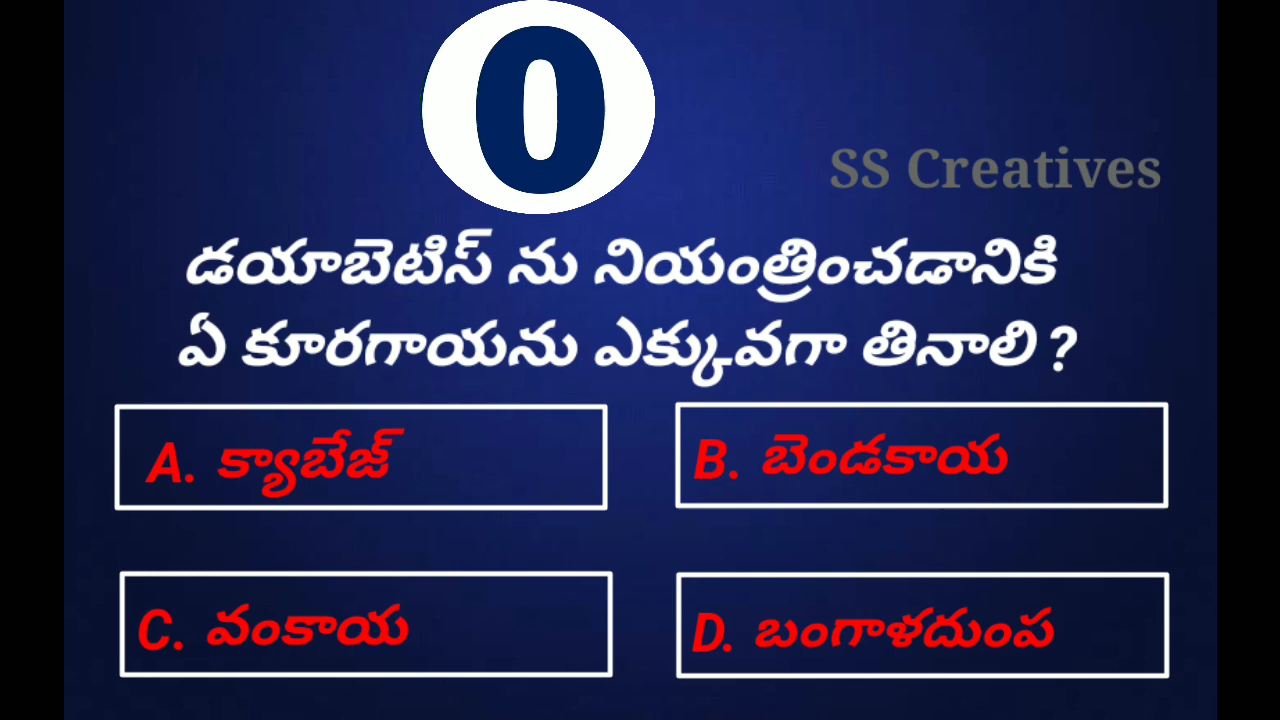 0
SS Creatives
డయాబెటిస్ ను నియంత్రించడానికి
ఏ కూరగాయను ఎక్కువగా తినాలి ?
A. క్యాబేజ్
B. బెండకాయ
C. వంకాయ
D. బంగాళదుంప